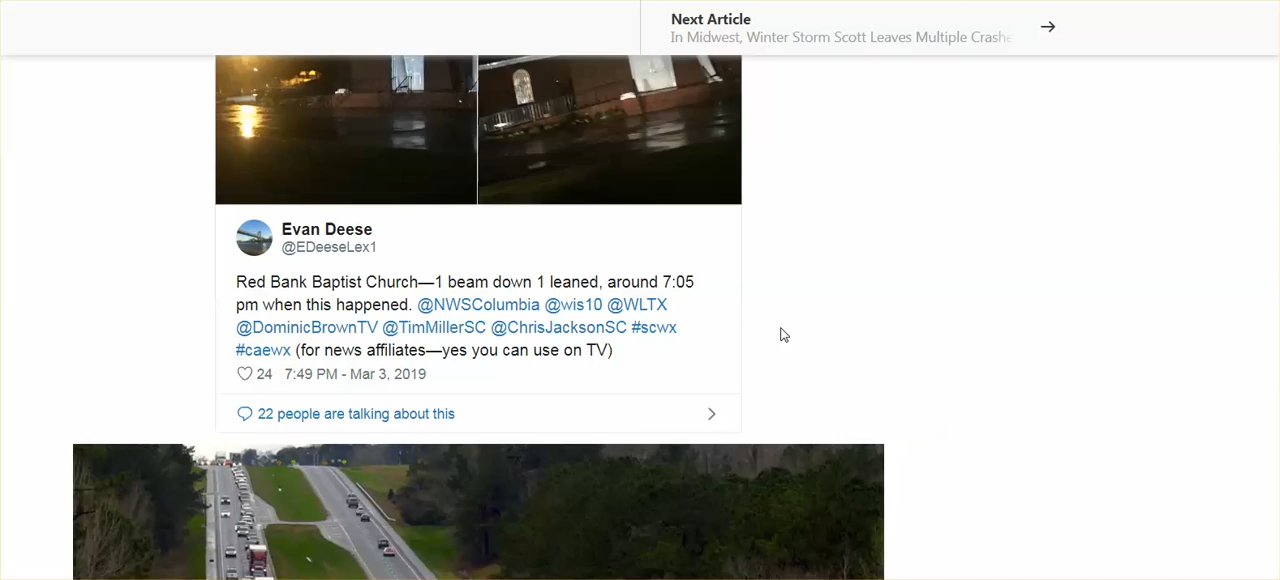 Next Article
In Midwest, Winter Storm Scott Leaves Multiple Crashe
Evan Deese
@EDeeseLex1
Red Bank Baptist Church—1 beam down 1 leaned, around 7:05
pm when this happened. @NWSColumbia @wis10 @WLTX
@DominicBrownTV @TimMillerSC @ChrisJacksonSC #scwx
#caewx (for news affiliates—yes you can use on TV)
24 7:49 PM - Mar 3, 2019
22 people are talking about this